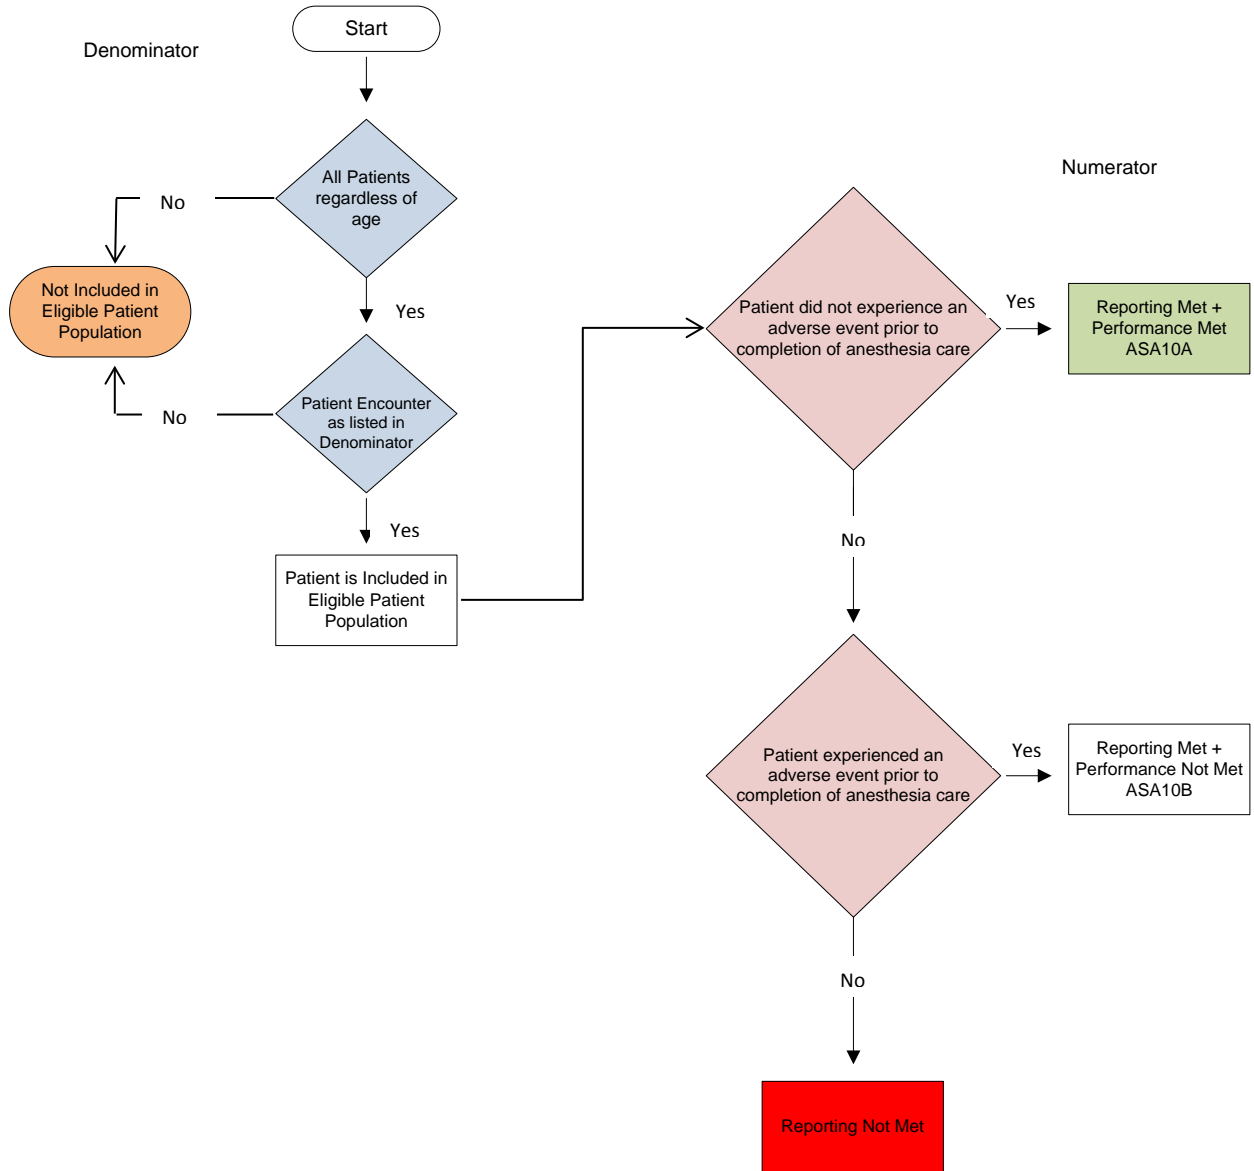 Start
Denominator
All Patients
regardless of
age
No
Not Included in
Eligible Patient
Population
Yes
Patient Encounter
as listed in
Denominator
No
Yes
Patient is Included in
Eligible Patient
Population
Numerator
Patient did not experience an
adverse event prior to
completion of anesthesia care
Yes
Reporting Met +
Performance Met
ASA10A
No
Patient experienced an
adverse event prior to
completion of anesthesia care
Yes
Reporting Met +
Performance Not Met
ASA10B
No
Reporting Not Met